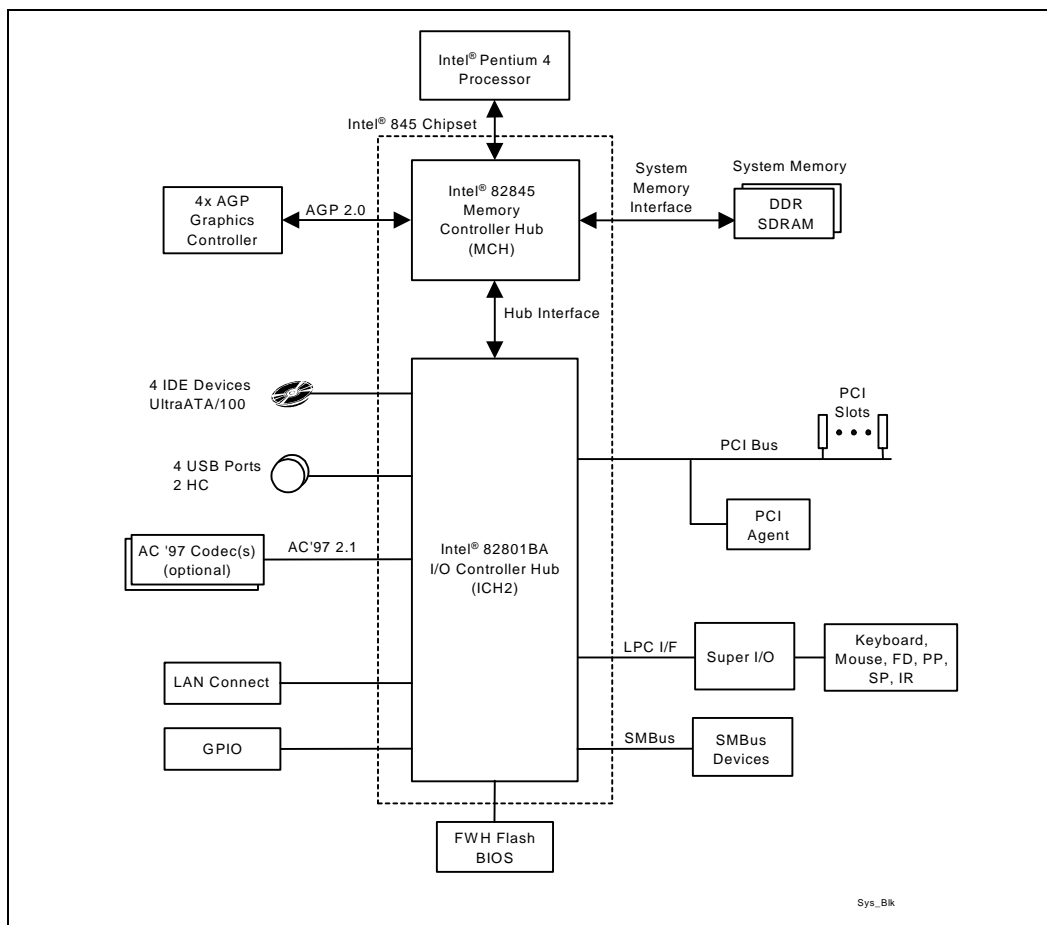 Intel® Pentium 4
Processor
Intel® 845 Chipset
4x AGP
Graphics
Controller
AGP 2.0
Intel® 82845
Memory
Controller Hub
(MCH)
System
Memory
Interface
System Memory
DDR
SDRAM
Hub Interface
4 IDE Devices
UltraATA/100
4 USB Ports
2 HC
AC '97 Codec(s)
(optional)
AC'97 2.1
LAN Connect
GPIO
Intel® 82801BA
I/O Controller Hub
(ICH2)
PCI
Slots
PCI Bus
PCI
Agent
LPC I/F
Super I/O
Keyboard,
Mouse, FD, PP,
SP, IR
SMBus
SMBus
Devices
FWH Flash
BIOS
Sys_Blk